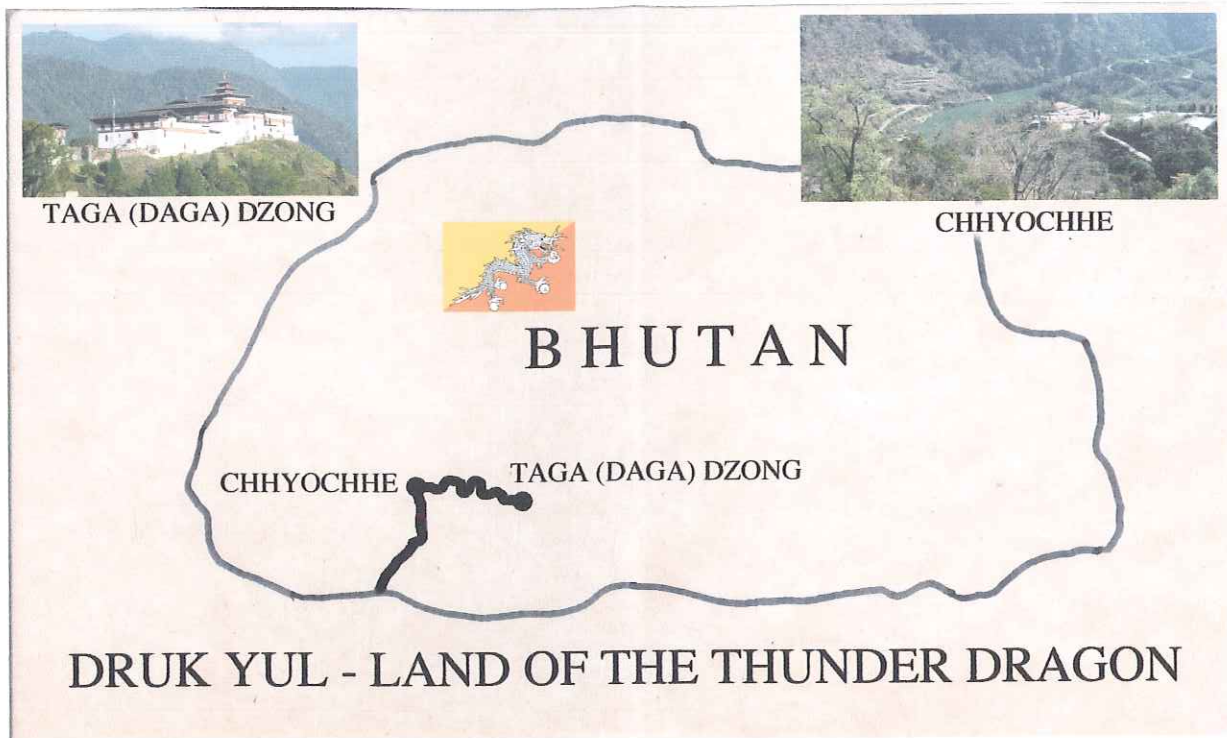 TAGA (DAGA) DZONG
CHHYOCHHE
BHUTAN
CHHYOCHHE
TAGA (DAGA) DZONG
DRUK YUL - LAND OF THE THUNDER DRAGON